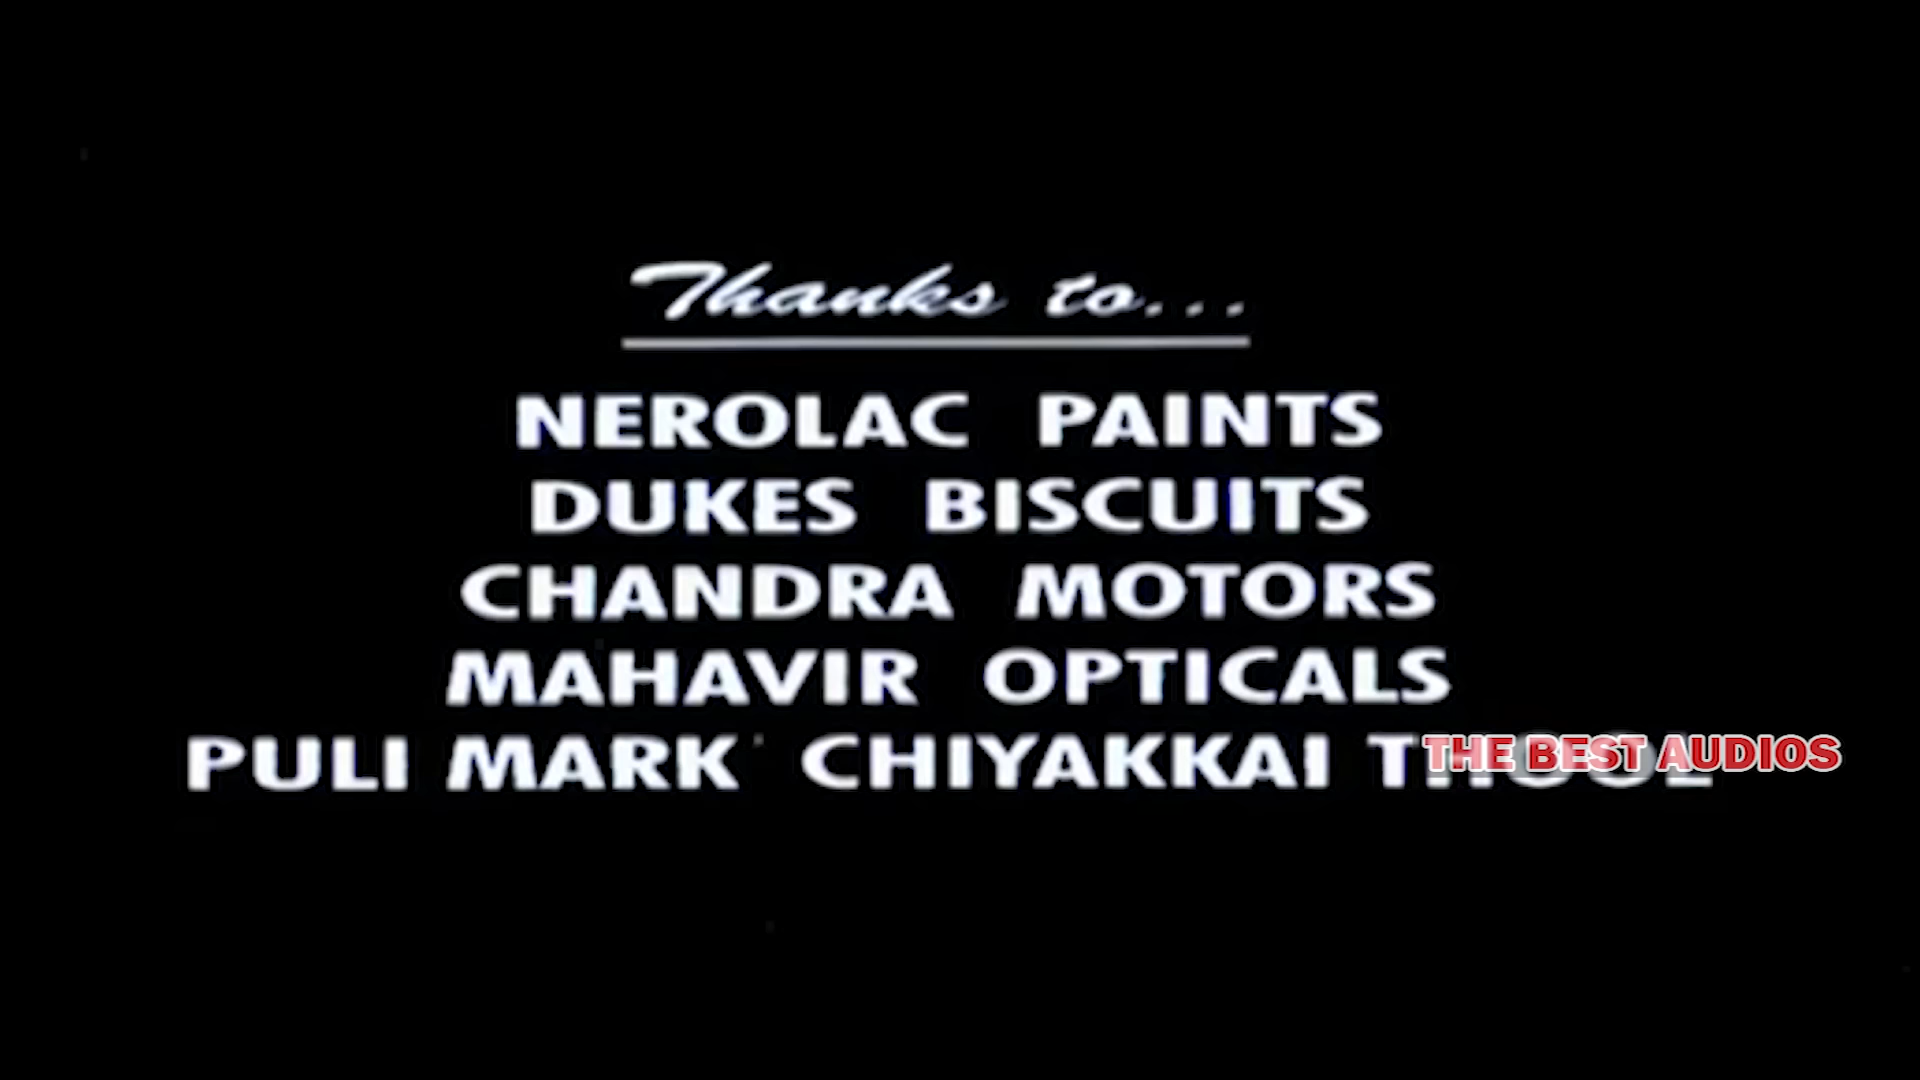 Thanks to...
NEROLAC PAINTS
DUKES BISCUITS
CHANDRA MOTORS
MAHAVIR OPTICALS
PULI MARK CHIYAKKAI
THE BEST AUDIOS